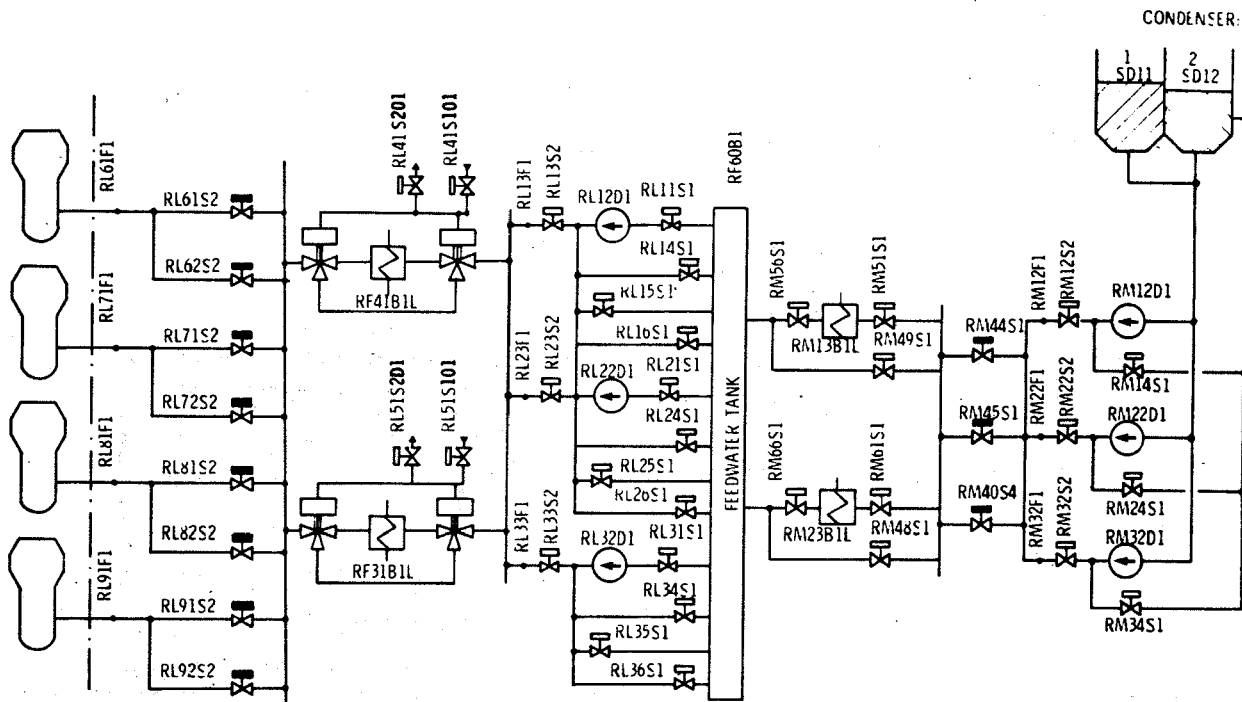 CONDENSER:
1
SD11
2
SD12
RL61F1
RL61S2
RL62S2
RL71F1
RL71S2
RL72S2
RL81F1
RL81S2
RL82S2
RL91F1
RL91S2
RL92S2
RL41S201
RL41S101
RF41B1L
RL51S201
RL51S101
RF31B1L
RL13F1
RL13S2
RL12D1
RL11S1
RL14S1
RL15S1
RL16S1
RL23F1
RL23S2
RL22D1
RL21S1
RL24S1
RL25S1
RL26S1
RL33F1
RL33S2
RL32D1
RL31S1
RL34S1
RL35S1
RL36S1
RF60B1
FEEDWATER TANK
RM56S1
RM51S1
RM13B1L
RM49S1
RM66S1
RM61S1
RM23B1L
RM48S1
RM44S1
RM45S1
RM40S4
RM12F1
RM12S2
RM12D1
RM14S1
RM22F1
RM22S2
RM22D1
RM24S1
RM32F1
RM32S2
RM32D1
RM34S1